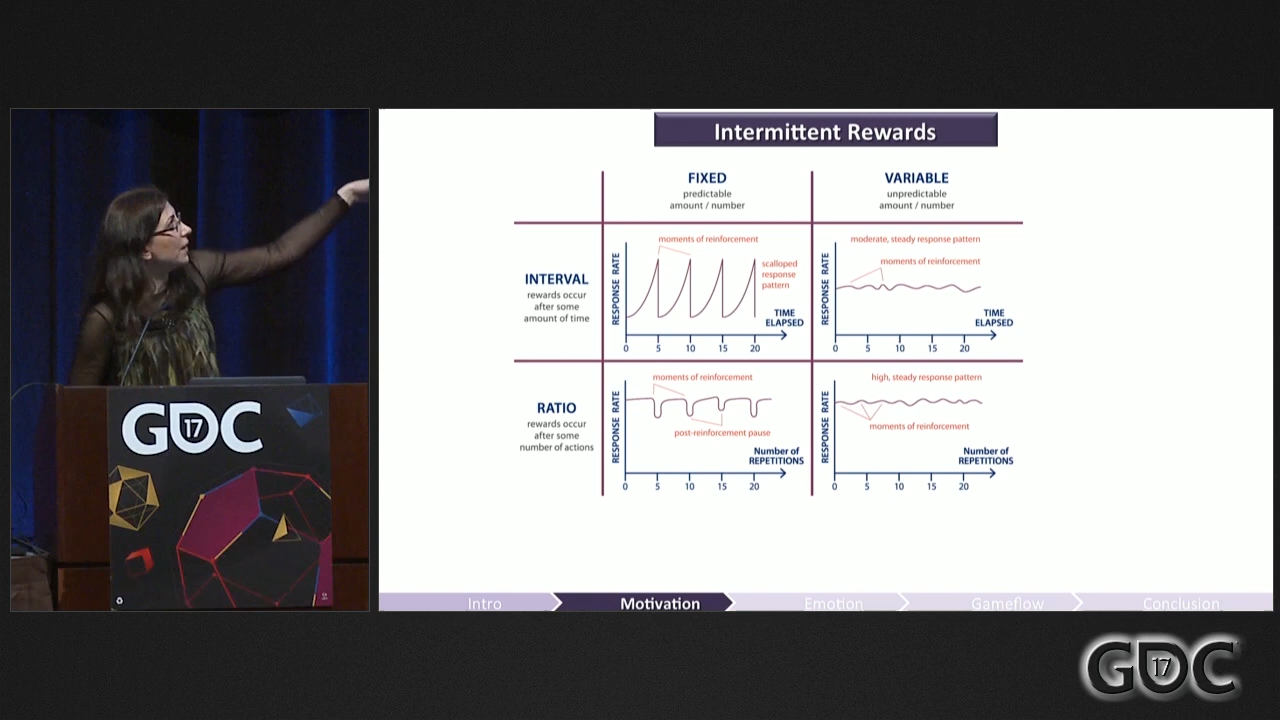 GDC
17
Intermittent Rewards
FIXED
predictable
amount / number
VARIABLE
unpredictable
amount / number
INTERVAL
rewards occur
after some
amount of time
RESPONSE RATE
moments of reinforcement
scalloped
response
pattern
TIME
ELAPSED
0 5 10 15 20
RESPONSE RATE
moderate, steady response pattern
moments of reinforcement
TIME
ELAPSED
0 5 10 15 20
RATIO
rewards occur
after some
number of actions
RESPONSE RATE
moments of reinforcement
post-reinforcement pause
Number of
REPETITIONS
0 5 10 15 20
RESPONSE RATE
high, steady response pattern
moments of reinforcement
Number of
REPETITIONS
0 5 10 15 20
Intro Motivation Emotion Gameflow Conclusion
GDC
17